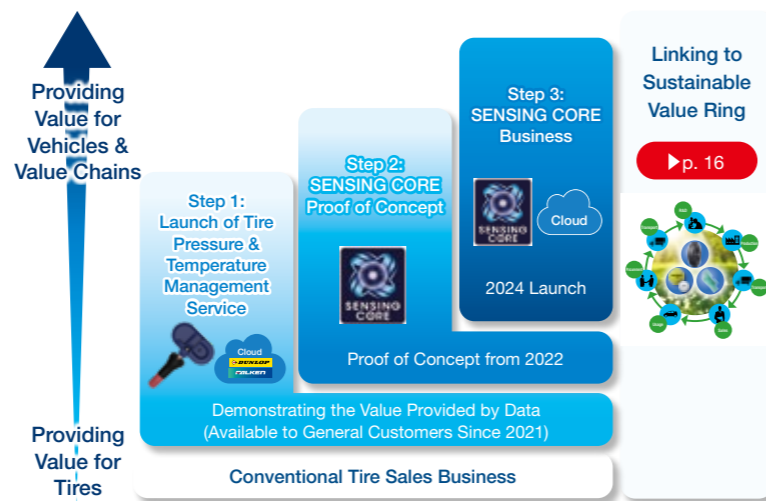 Providing
Value for
Vehicles &
Value Chains
Providing
Value for
Tires
Step 1:
Launch of Tire
Pressure &
Temperature
Management
Service
Cloud
DUNLOP
FALKEN
Step 2:
SENSING CORE
Proof of Concept
SENSING
CORE
Step 3:
SENSING CORE
Business
SENSING
CORE
Cloud
2024 Launch
Proof of Concept from 2022
Demonstrating the Value Provided by Data
(Available to General Customers Since 2021)
Conventional Tire Sales Business
Linking to
Sustainable
Value Ring
p. 16